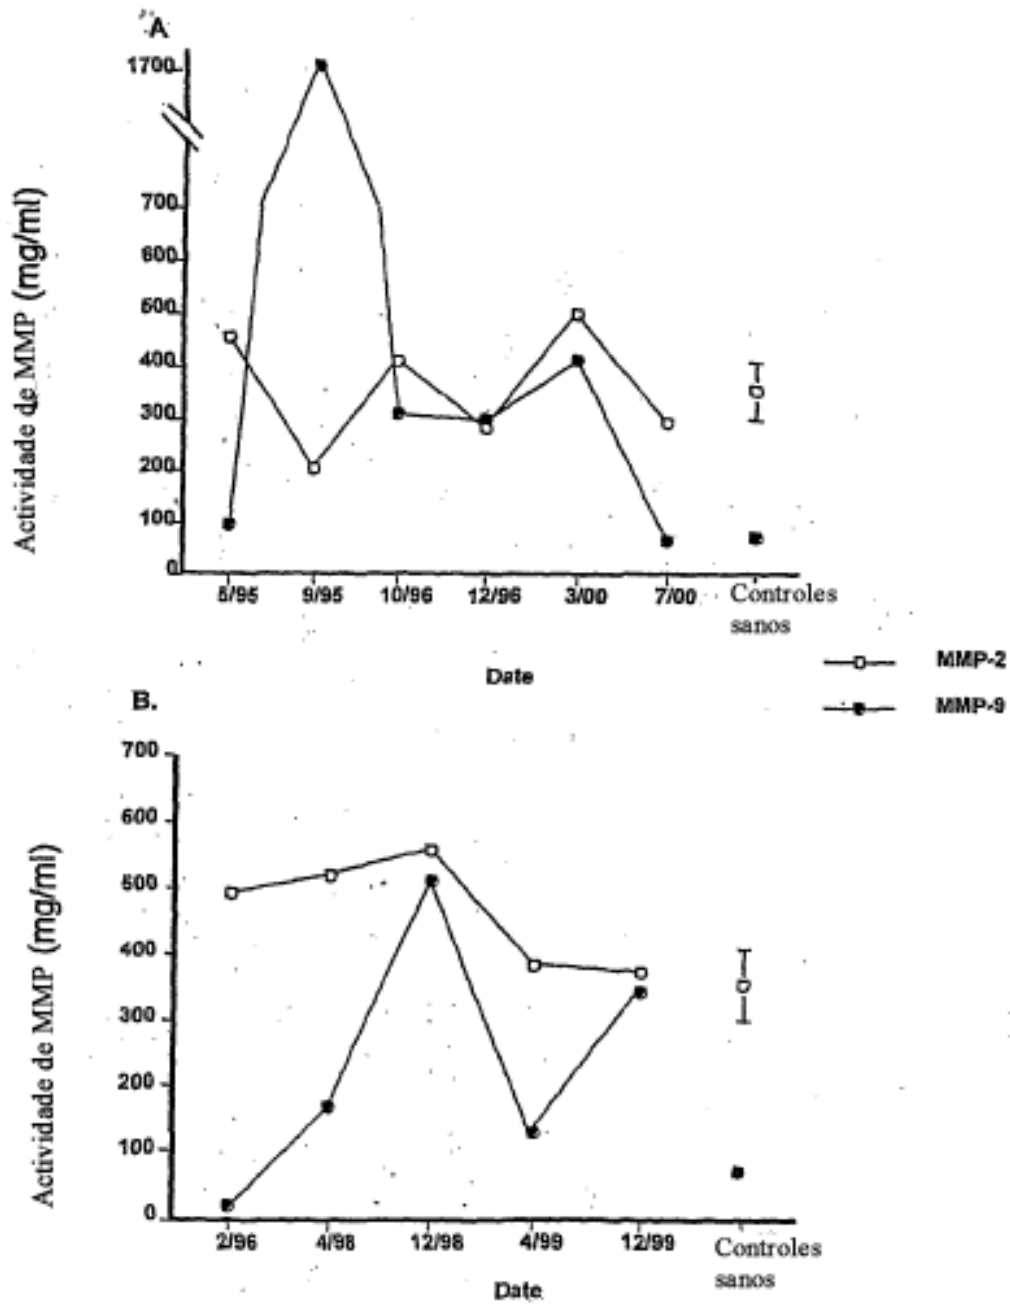 A
1700
700
600
500
400
300
200
100
0
Actividade de MMP (mg/ml)
5/95 9/95 10/96 12/96 3/00 7/00 Controles
sanos
Date
MMP-2
MMP-9
B.
700
600
500
400
300
200
100
0
Actividade de MMP (mg/ml)
2/96 4/98 12/98 4/99 12/99 Controles
sanos
Date